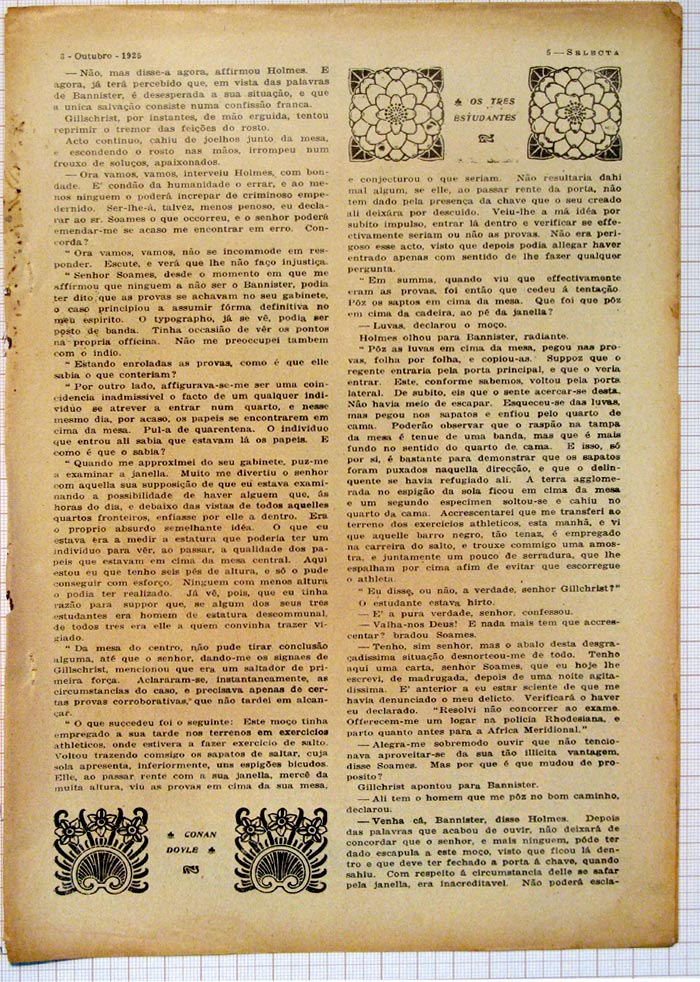 3 - Outubro - 1925
5 — SELECTA
— Não, mas disse-a agora, affirmou Holmes. E
agora, já terá percebido que, em vista das palavras
de Bannister, é desesperada a sua situação, e que
a unica salvação consiste numa confissão franca.
Gillschrist, por instantes, de mão erguida, tentou
reprimir o tremor das feições do rosto.
Acto continuo, cahiu de joelhos junto da mesa,
e escondendo o rosto nas mãos, irrompeu num
frouxo de soluços, apaixonados.
— Ora vamos, vamos, interveiu Holmes, com bon-
dade. E' condão da humanidade o errar, e ao me-
nos ninguem o poderá increpar de criminoso empe-
dernido. Ser-lhe-á, talvez, menos penoso, eu decla-
rar ao sr. Soames o que occorreu, e o senhor poderá
emendar-me se acaso me encontrar em erro. Con-
corda?
" Ora vamos, vamos, não se incommode em res-
ponder. Escute, e verá que lhe não faço injustiça.
" Senhor Soames, desde o momento em que me
affirmou que ninguem a não ser o Bannister, podia
ter dito que as provas se achavam no seu gabinete,
o caso principiou a assumir fórma definitiva no
meu espirito. O typographo, já se vê, podia ser
posto de banda. Tinha occasião de vêr os pontos
na propria officina. Não me preoccupei tambem
com o indio.
" Estando enroladas as provas, como é que elle
sabia o que conteriam?
" Por outro lado, affigurava-se-me ser uma coin-
cidencia inadmissivel o facto de um qualquer indi-
viduo se atrever a entrar num quarto, e nesse
mesmo dia, por acaso, os papeis se encontrarem em
cima da mesa. Pul-a de quarentena. O individuo
que entrou ali sabia que estavam lá os papeis. E
como é que o sabia?
" Quando me approximei do seu gabinete, puz-me
a examinar a janella. Muito me divertiu o senhor
com aquella sua supposição de que eu estava exami-
nando a possibilidade de haver alguem que, ás
horas do dia, e debaixo das vistas de todos aquelles
quartos fronteiros, enfiasse por elle a dentro. Era
o proprio absurdo semelhante idéa. O que eu
estava era a medir a estatura que poderia ter um
individuo para vêr, ao passar, a qualidade dos pa-
peis que estavam em cima da mesa central. Aqui
estou eu que tenho seis pés de altura, e só o pude
conseguir com esforço. Ninguem com menos altura
o podia ter realizado. Já vê, pois, que eu tinha
razão para suppor que, se algum dos seus tres
estudantes era homem de estatura descommunal,
de todos tres era elle a quem convinha trazer vi-
giado.
" Da mesa do centro, não pude tirar conclusão
alguma, até que o senhor, dando-me os signaes de
Gillschrist, mencionou que era um saltador de pri-
meira força. Aclararam-se, instantaneamente, as
circumstancias do caso, e precisava apenas de cer-
tas provas corroborativas, que não tardei em alcan-
çar.
" O que succedeu foi o seguinte: Este moço tinha
empregado a sua tarde nos terrenos em exercicios
athleticos, onde estivera a fazer exercicio de salto.
Voltou trazendo comsigo os sapatos de saltar, cuja
sola apresenta, inferiormente, uns espigões bicudos.
Elle, ao passar rente com a sua janella, mercê da
muita altura, viu as provas em cima da sua mesa,
CONAN
DOYLE
OS TRES
ESTUDANTES
e conjecturou o que seriam. Não resultaria dahi
mal algum, se elle, ao passar rente da porta, não
tem dado pela presença da chave que o seu creado
ali deixára por descuido. Veiu-lhe a má idéa por
subito impulso, entrar lá dentro e verificar se effe-
ctivamente seriam ou não as provas. Não era peri-
goso esse acto, visto que depois podia allegar haver
entrado apenas com sentido de lhe fazer qualquer
pergunta.
" Em summa, quando viu que effectivamente
eram as provas, foi então que cedeu á tentação.
Pôz os saptos em cima da mesa. Que foi que pôz
em cima da cadeira, ao pé da janella?
— Luvas, declarou o moço.
Holmes olhou para Bannister, radiante.
" Pôz as luvas em cima da mesa, pegou nas pro-
vas, folha por folha, e copiou-as. Suppoz que o
regente entraria pela porta principal, e que o veria
entrar. Este, conforme sabemos, voltou pela porta
lateral. De subito, eis que o sente acercar-se desta.
Não havia meio de escapar. Esqueceu-se das luvas,
mas pegou nos sapatos e enfiou pelo quarto de
cama. Poderão observar que o raspão na tampa
da mesa é tenue de uma banda, mas que é mais
fundo no sentido do quarto de cama. E isso, só
por si, é bastante para demonstrar que os sapatos
foram puxados naquella direcção, e que o delin-
quente se havia refugiado ali. A terra agglome-
rada no espigão da sola ficou em cima da mesa
e um segundo especimen soltou-se e cahiu no
quarto da cama. Accrescentarei que me transferi ao
terreno dos exercicios athleticos, esta manhã, e vi
que aquelle barro negro, tão tenaz, é empregado
na carreira do salto, e trouxe commigo uma amos-
tra, e juntamente um pouco de serradura, que lhe
espalham por cima afim de evitar que escorregue
o athleta.
" Eu disse, ou não, a verdade, senhor Gillchrist?"
O estudante estava hirto.
— E' a pura verdade, senhor, confessou.
— Valha-nos Deus! E nada mais tem que accres-
centar? bradou Soames.
— Tenho, sim senhor, mas o abalo desta desgra-
çadissima situação desnorteou-me de todo. Tenho
aqui uma carta, senhor Soames, que eu hoje lhe
escrevi, de madrugada, depois de uma noite agita-
dissima. E' anterior a eu estar sciente de que me
havia denunciado o meu delicto. Verificará o haver
eu declarado. "Resolvi não concorrer ao exame.
Offerecem-me um logar na policia Rhodesiana, e
parto quanto antes para a Africa Meridional."
— Alegra-me sobremodo ouvir que não tencio-
nava aproveitar-se da sua tão illicita vantagem,
disse Soames. Mas por que é que mudou de pro-
posito?
Gillchrist apontou para Bannister.
— Ali tem o homem que me pôz no bom caminho,
declarou.
— Venha cá, Bannister, disse Holmes. Depois
das palavras que acabou de ouvir, não deixará de
concordar que o senhor, e mais ninguem, póde ter
dado escapula a este moço, visto que ficou lá den-
tro e que deve ter fechado a porta á chave, quando
sahiu. Com respeito á circumstancia delle se safar
pela janella, era inacreditavel. Não poderá escla-